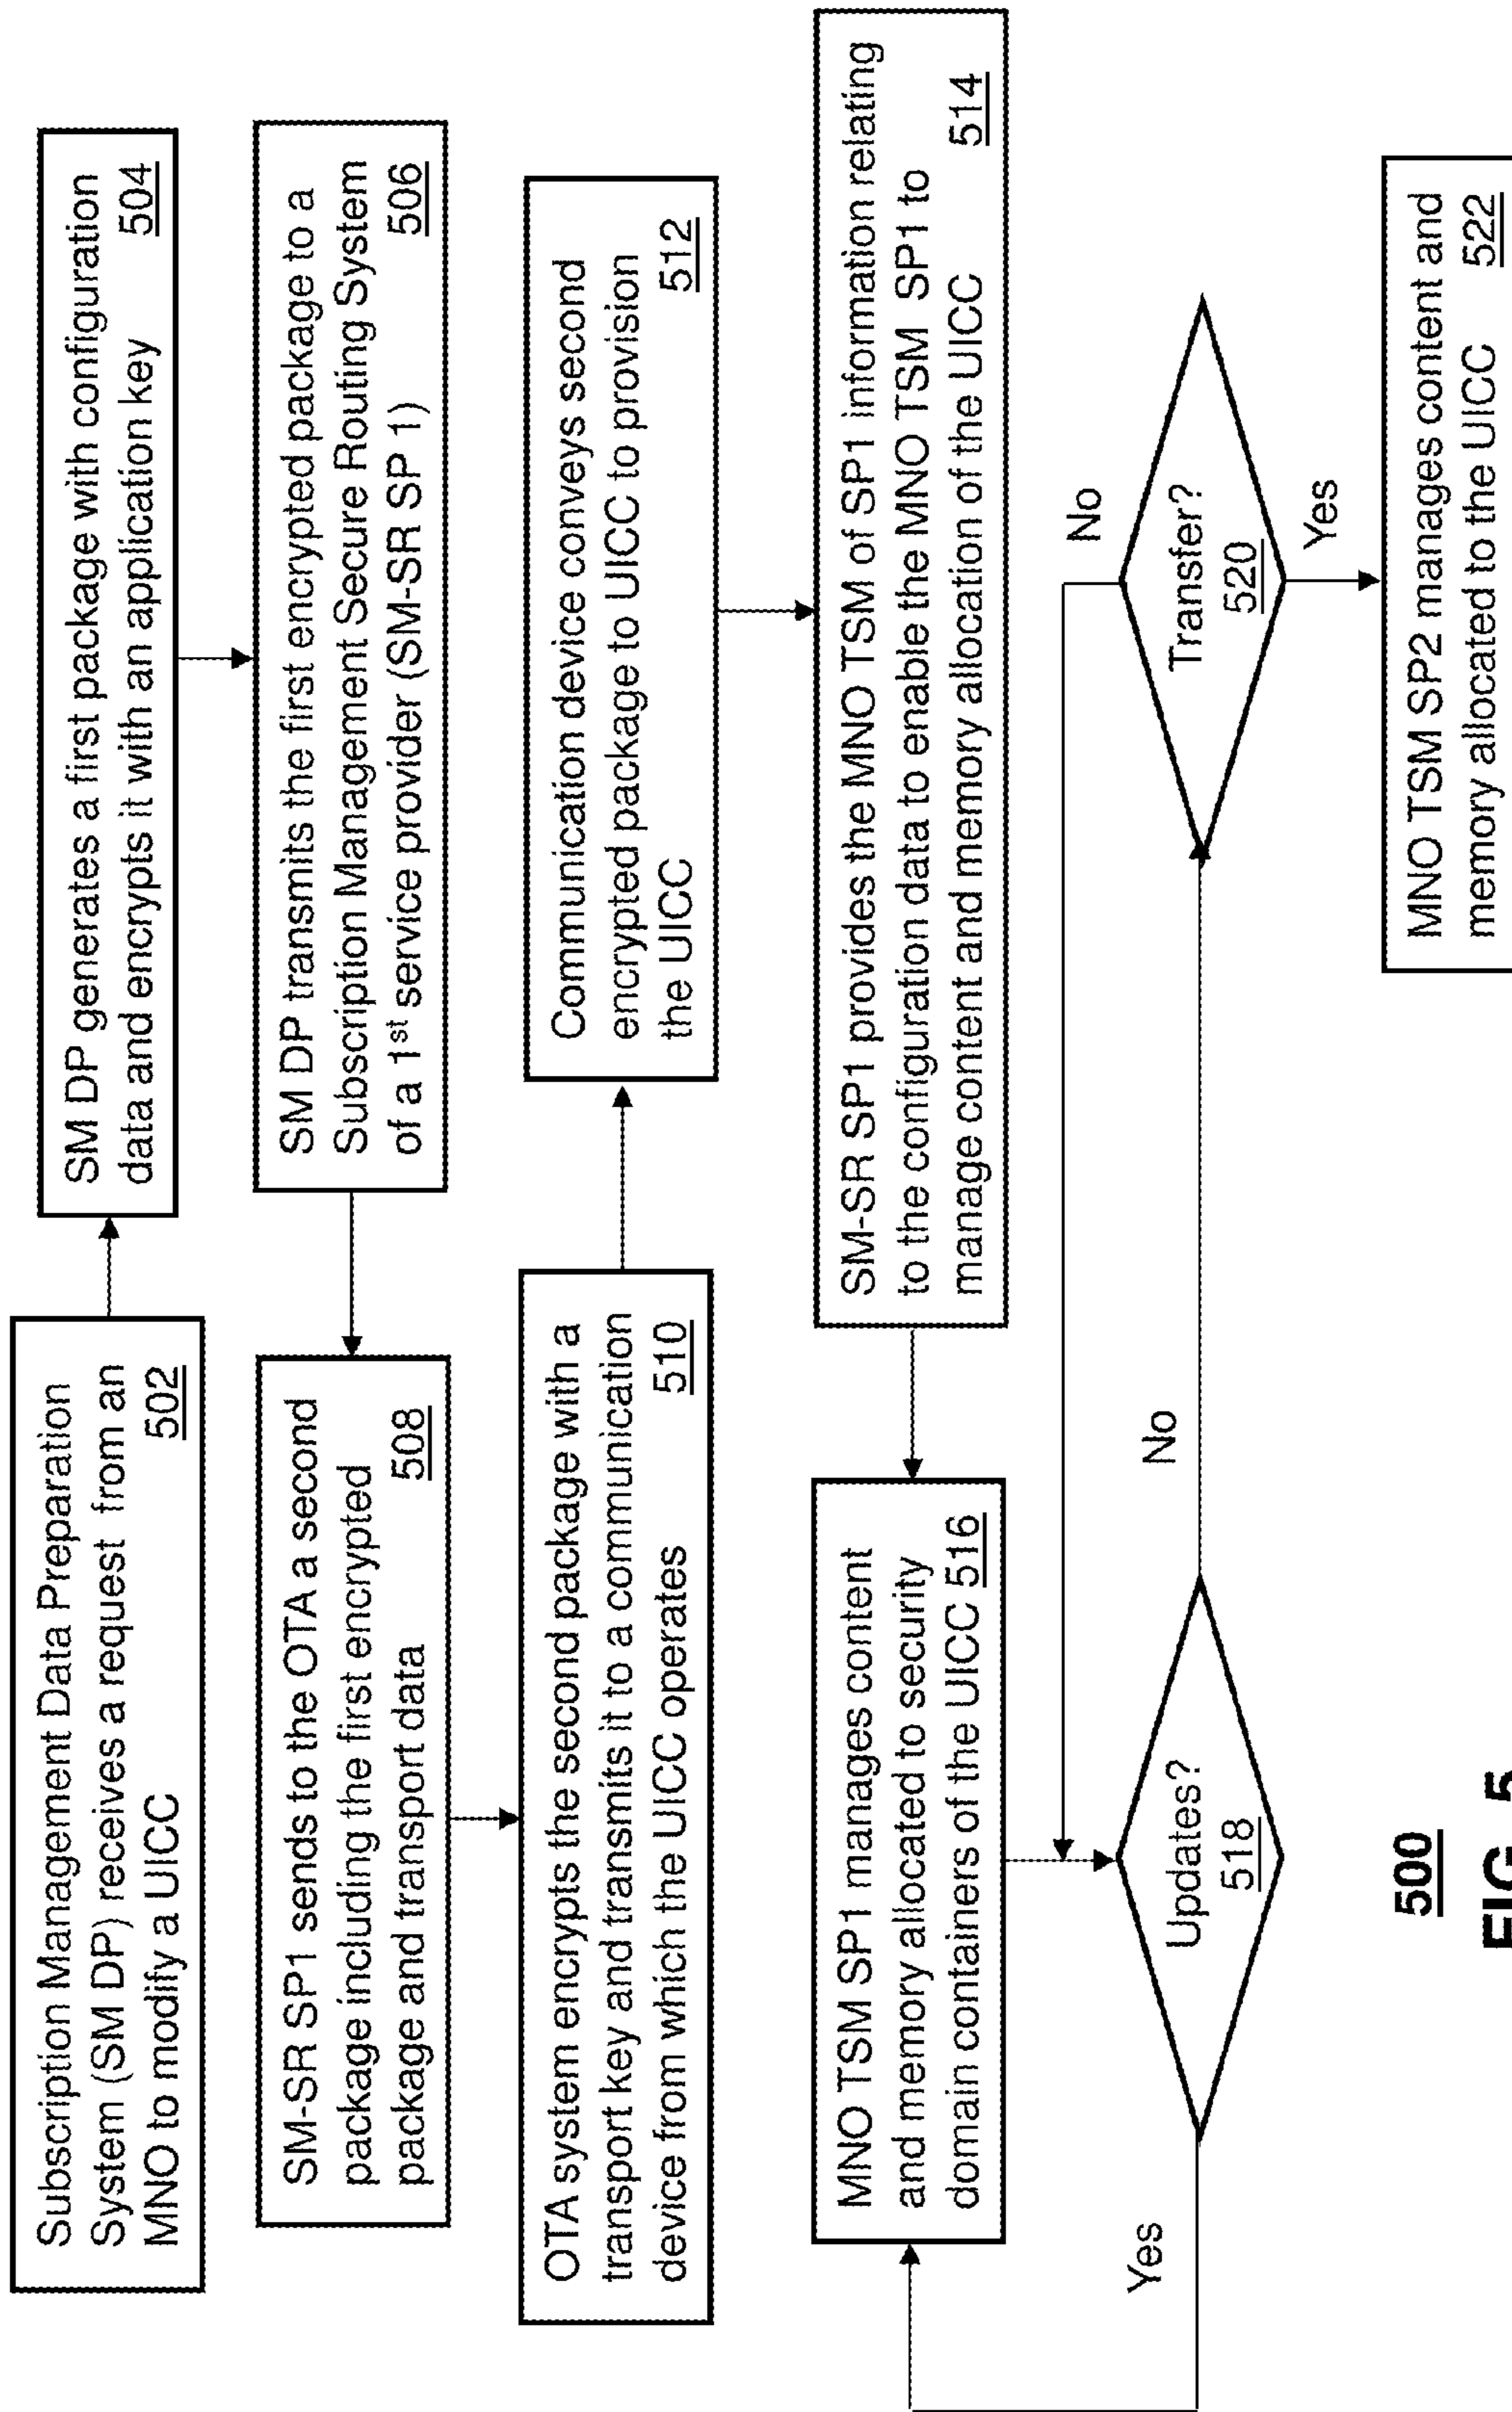 Subscription Management Data Preparation
System (SM DP) receives a request from an
MNO to modify a UICC 502
SM DP generates a first package with configuration
data and encrypts it with an application key 504
SM DP transmits the first encrypted package to a
Subscription Management Secure Routing System
of a 1st service provider (SM-SR SP 1) 506
SM-SR SP1 sends to the OTA a second
package including the first encrypted
package and transport data 508
OTA system encrypts the second package with a
transport key and transmits it to a communication
device from which the UICC operates 510
Communication device conveys second
encrypted package to UICC to provision
the UICC 512
SM-SR SP1 provides the MNO TSM of SP1 information relating
to the configuration data to enable the MNO TSM SP1 to
manage content and memory allocation of the UICC 514
MNO TSM SP1 manages content
and memory allocated to security
domain containers of the UICC 516
Updates?
518
Yes
No
Transfer?
520
No
Yes
MNO TSM SP2 manages content and
memory allocated to the UICC 522
500
FIG. 5